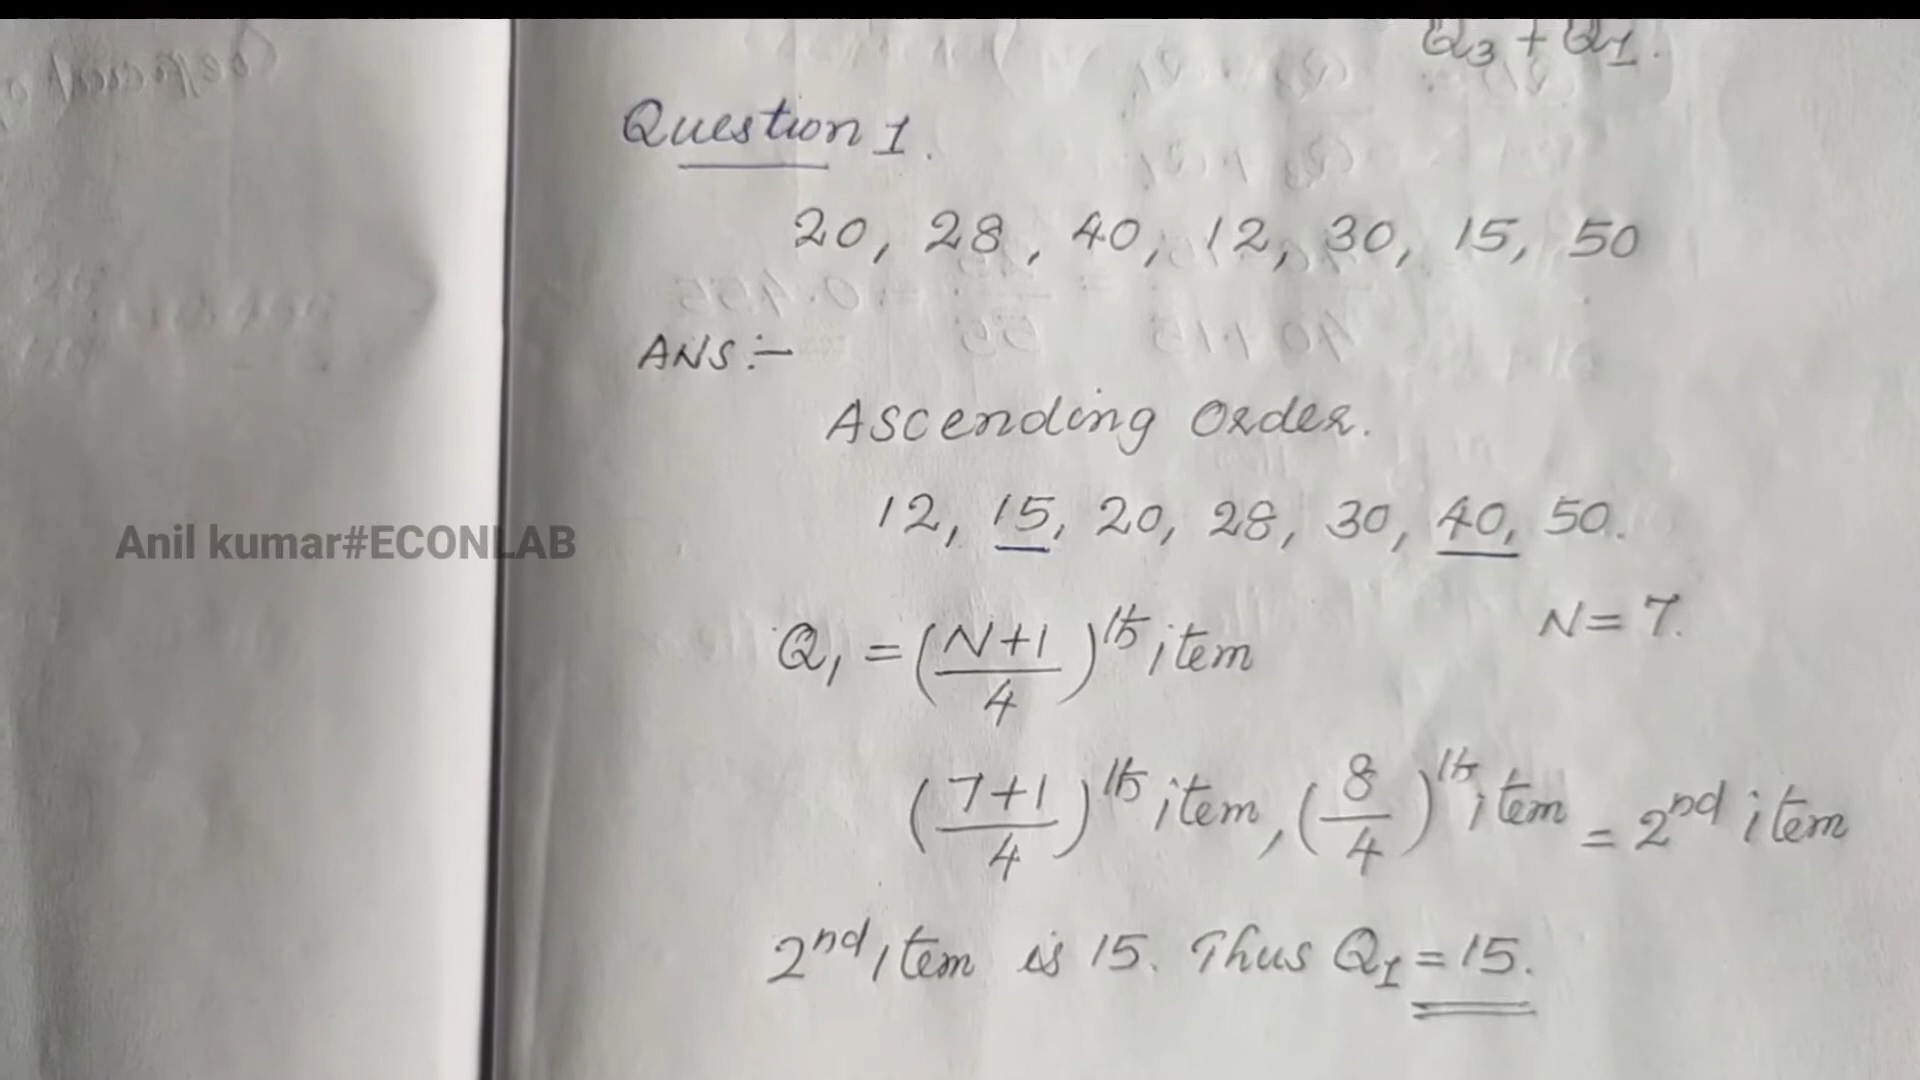 Q3 + Q1.
Question 1.
20, 28, 40, 12, 30, 15, 50
ANS :-
Ascending Order.
12, 15, 20, 28, 30, 40, 50.
N = 7.
Q1 = (N+1/4)th item
(7+1/4)th item, (8/4)th item = 2nd item
2nd item is 15. Thus Q1 = 15.
Anil kumar#ECONLAB